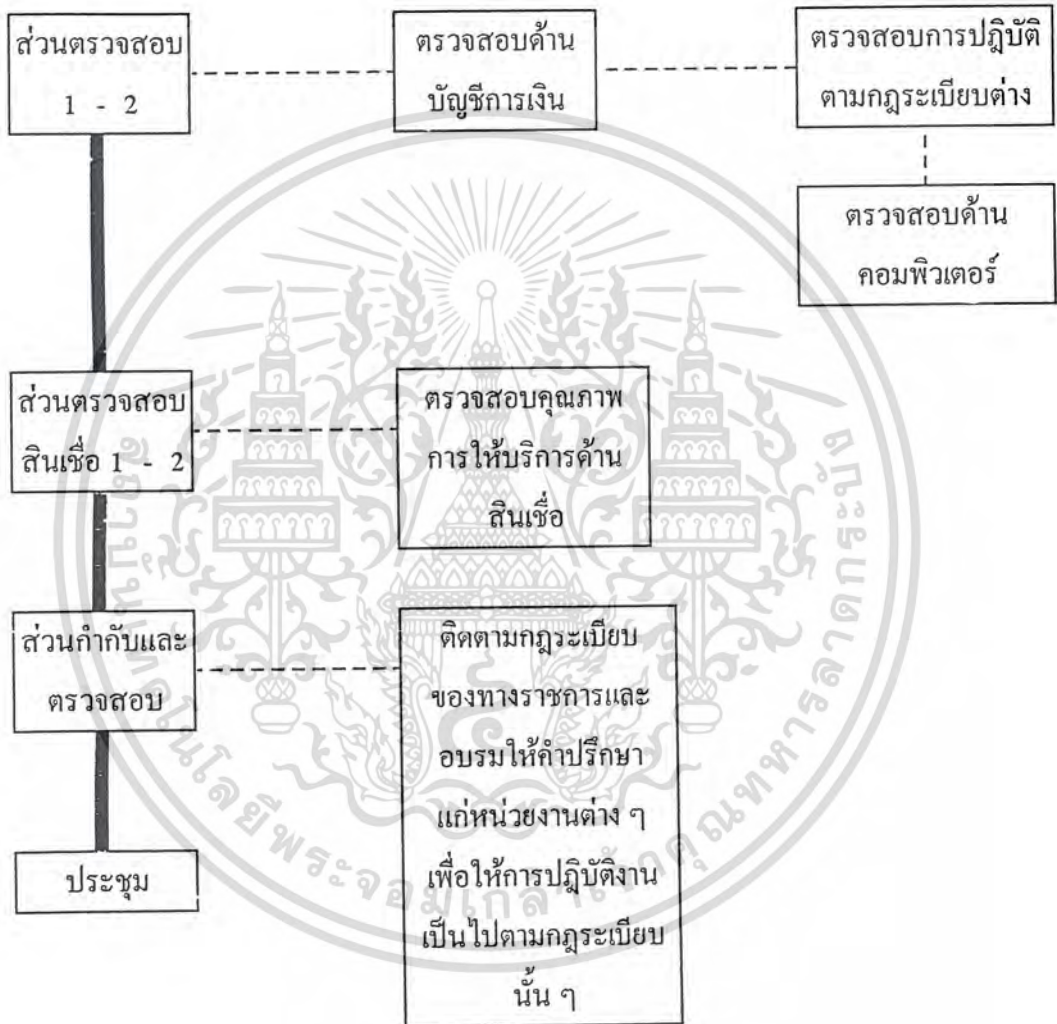 ส่วนตรวจสอบ
1 - 2
ตรวจสอบด้าน
บัญชีการเงิน
ตรวจสอบการปฎิบัติ
ตามกฎระเบียบต่าง
ตรวจสอบด้าน
คอมพิวเตอร์
ส่วนตรวจสอบ
สินเชื่อ 1 - 2
ตรวจสอบคุณภาพ
การให้บริการด้าน
สินเชื่อ
ส่วนกำกับและ
ตรวจสอบ
ติดตามกฎระเบียบ
ของทางราชการและ
อบรมให้คำปรึกษา
แก่หน่วยงานต่าง ๆ
เพื่อให้การปฎิบัติงาน
เป็นไปตามกฎระเบียบ
นั้น ๆ
ประชุม